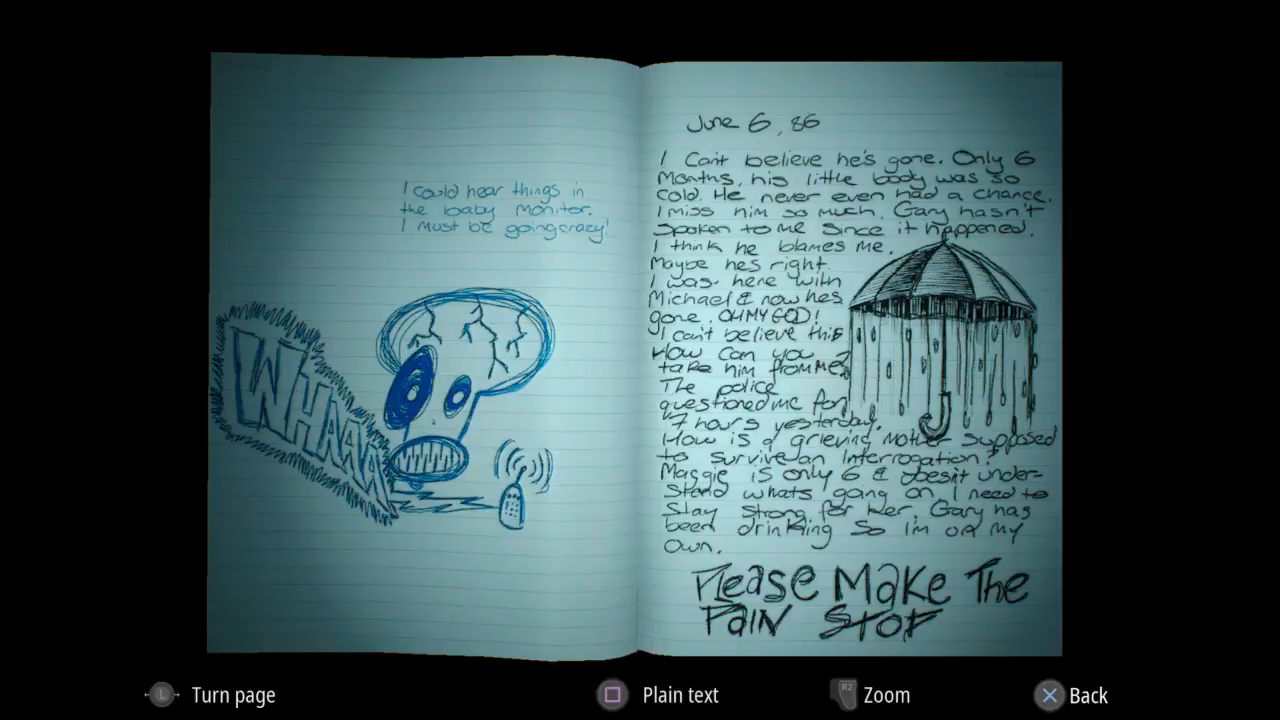 I could hear things in
the baby monitor.
I must be going crazy!
WHAAA
June 6, 86
I Can't believe he's gone. Only 6
Months, his little body was so
cold. He never even had a chance.
I miss him so much. Gary hasn't
spoken to me since it happened.
I think he blames me.
Maybe hes right.
I was here with
Michael & now hes
gone. OH MY GOD!
I can't believe this
How can you
take him from me?
The police
questioned me for
7 hours yesterday.
How is a grieving Mother supposed
to survive an interrogation?
Maggie is only 6 & doesn't under-
stand whats going on. I need to
stay strong for her. Gary has
been drinking so I'm on my
own.
Please Make The
Pain Stop
L Turn page
Plain text
R2 Zoom
Back